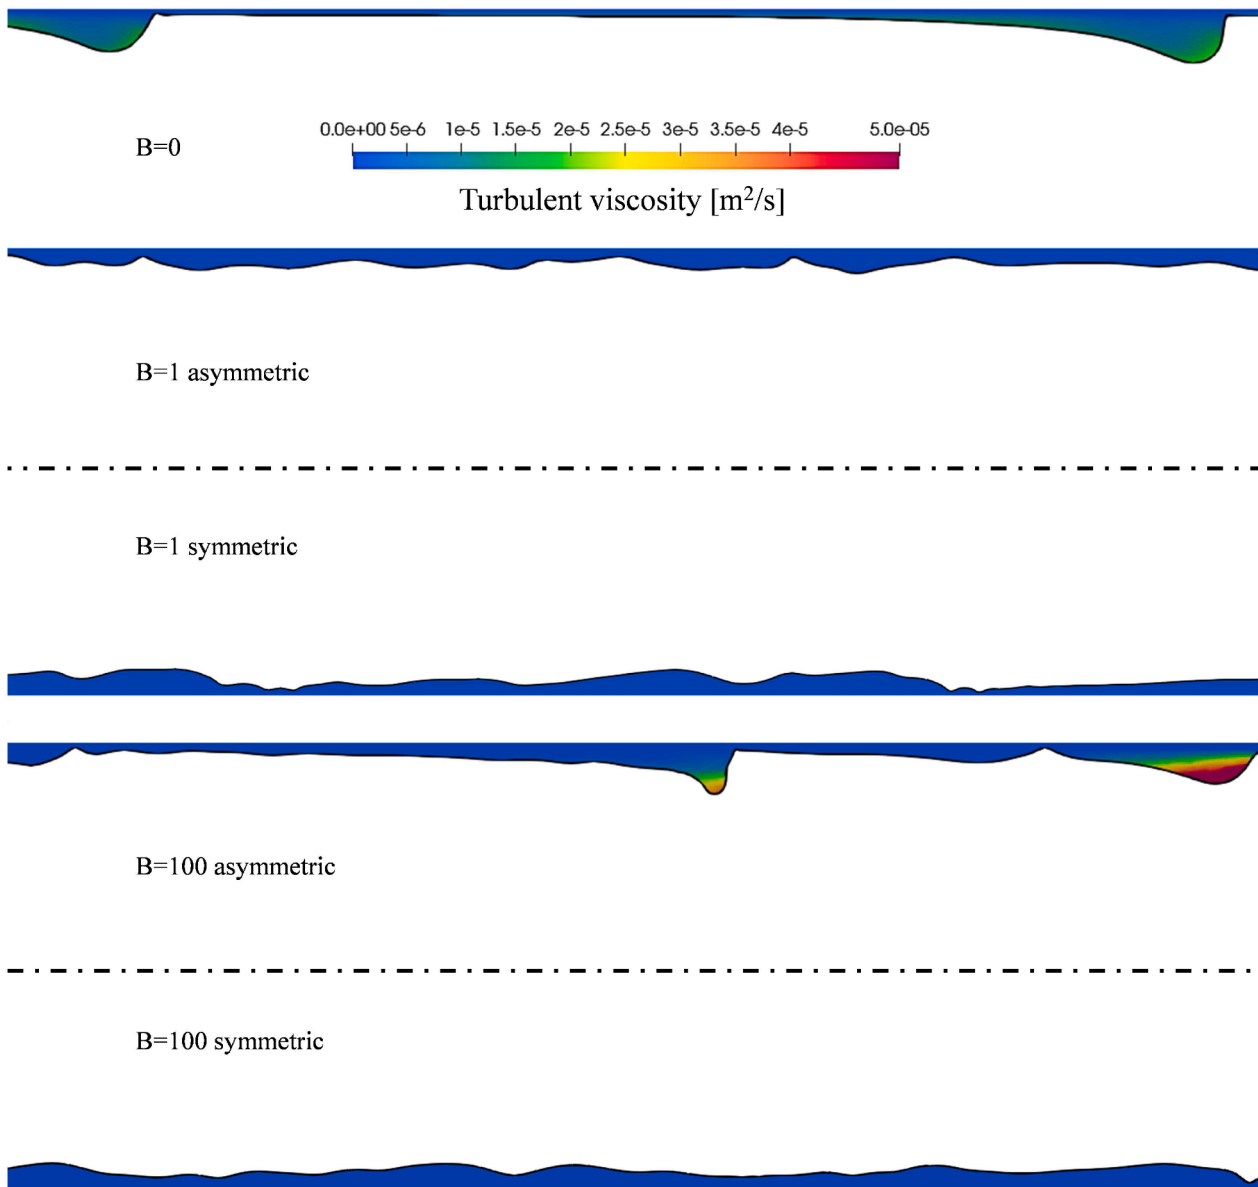 0.0e+00 5e-6 1e-5 1.5e-5 2e-5 2.5e-5 3e-5 3.5e-5 4e-5 5.0e-05
B=0
Turbulent viscosity [m²/s]
B=1 asymmetric
B=1 symmetric
B=100 asymmetric
B=100 symmetric